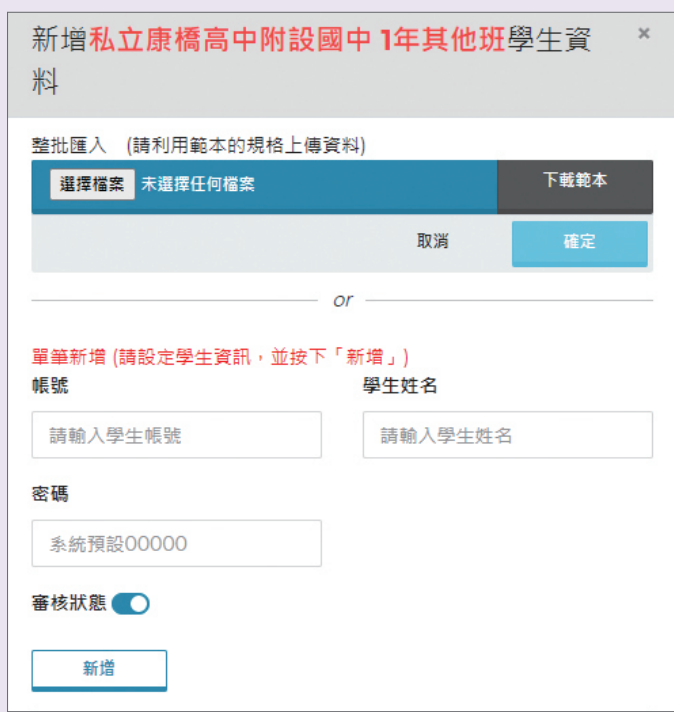 新增私立康橋高中附設國中 1年其他班學生資
料
×
整批匯入 (請利用範本的規格上傳資料)
選擇檔案 未選擇任何檔案 下載範本
取消 確定
or
單筆新增 (請設定學生資訊，並按下「新增」)
帳號 學生姓名
請輸入學生帳號 請輸入學生姓名
密碼
系統預設00000
審核狀態
新增